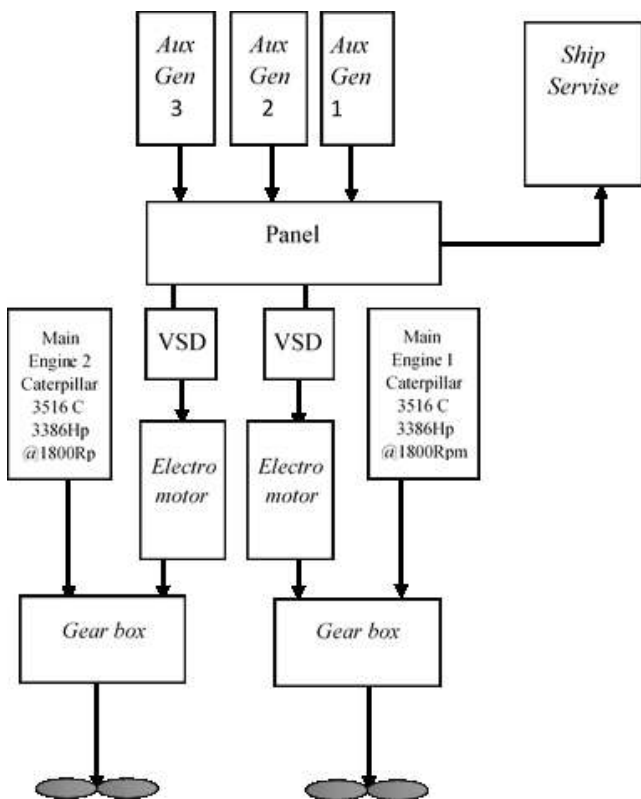 Aux
Gen
3
Aux
Gen
2
Aux
Gen
1
Ship
Servise
Panel
VSD
VSD
Main
Engine 2
Caterpillar
3516 C
3386Hp
@1800Rp
Main
Engine 1
Caterpillar
3516 C
3386Hp
@1800Rpm
Electro
motor
Electro
motor
Gear box
Gear box